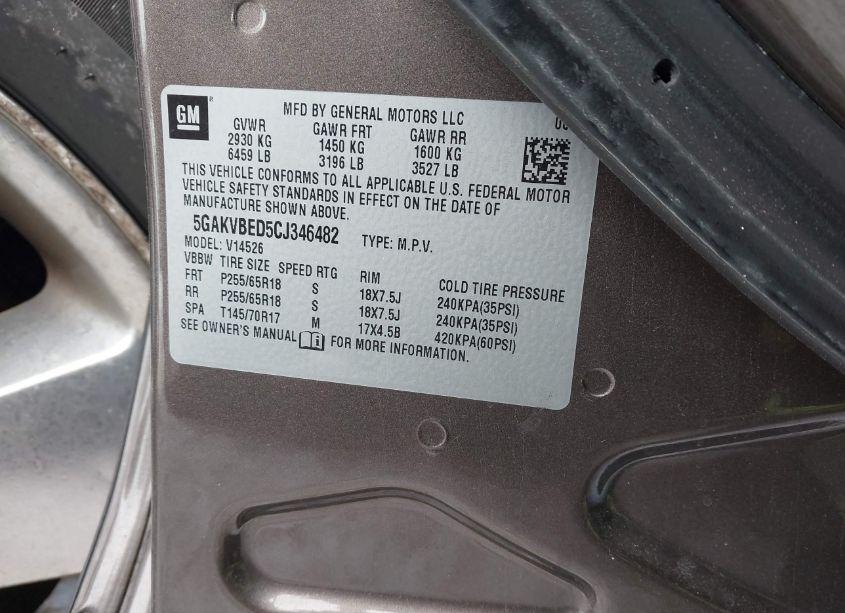 GM ®
MFD BY GENERAL MOTORS LLC
GVWR GAWR FRT GAWR RR
2930 KG 1450 KG 1600 KG
6459 LB 3196 LB 3527 LB
THIS VEHICLE CONFORMS TO ALL APPLICABLE U.S. FEDERAL MOTOR
VEHICLE SAFETY STANDARDS IN EFFECT ON THE DATE OF
MANUFACTURE SHOWN ABOVE.
5GAKVBED5CJ346482 TYPE: M.P.V.
MODEL: V14526
VBBW TIRE SIZE SPEED RTG RIM COLD TIRE PRESSURE
FRT P255/65R18 S 18X7.5J 240KPA(35PSI)
RR P255/65R18 S 18X7.5J 240KPA(35PSI)
SPA T145/70R17 M 17X4.5B 420KPA(60PSI)
SEE OWNER'S MANUAL FOR MORE INFORMATION.